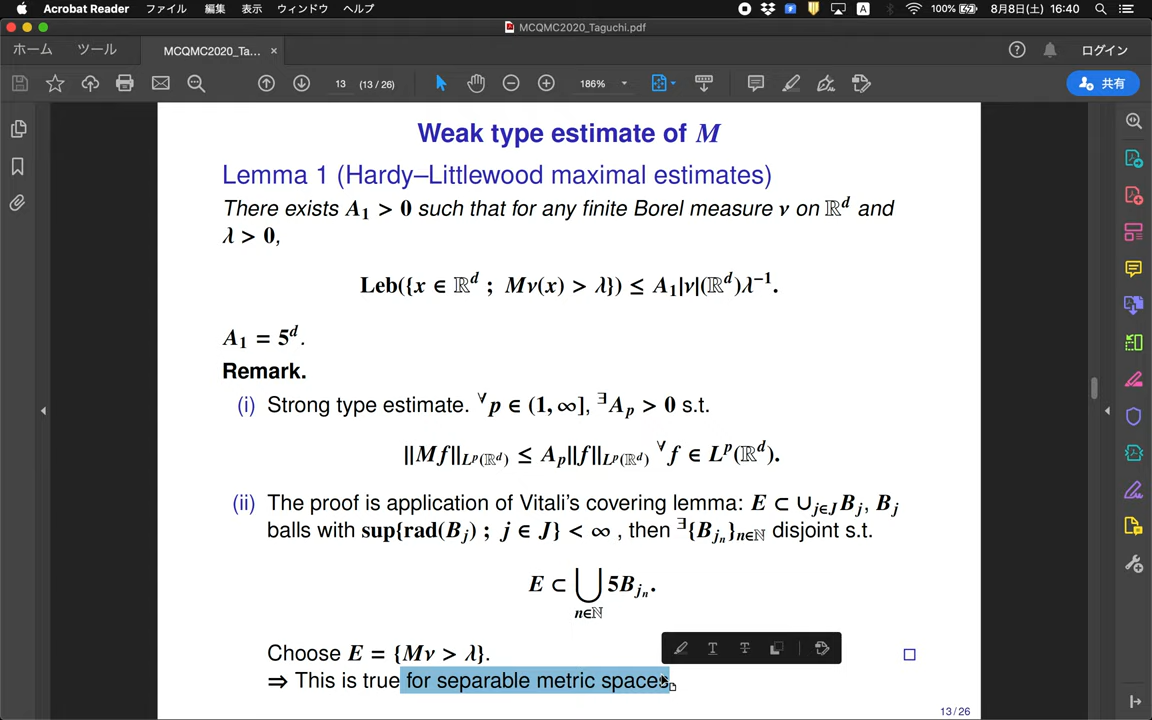 Acrobat Reader ファイル 編集 表示 ウィンドウ ヘルプ A 100% 8月8日(土) 16:40
MCQMC2020_Taguchi.pdf
ホーム ツール MCQMC2020_Ta... × ログイン
13 (13 / 26) 186% 共有
Weak type estimate of M
Lemma 1 (Hardy–Littlewood maximal estimates)
There exists A₁ > 0 such that for any finite Borel measure ν on ℝᵈ and
λ > 0,
Leb({x ∈ ℝᵈ ; Mν(x) > λ}) ≤ A₁|ν|(ℝᵈ)λ⁻¹.
A₁ = 5ᵈ.
Remark.
(i) Strong type estimate. ∀p ∈ (1, ∞], ∃Aₚ > 0 s.t.
||Mf||_{Lᵖ(ℝᵈ)} ≤ Aₚ||f||_{Lᵖ(ℝᵈ)} ∀f ∈ Lᵖ(ℝᵈ).
(ii) The proof is application of Vitali's covering lemma: E ⊂ ∪_{j∈J}B_j, B_j
balls with sup{rad(B_j) ; j ∈ J} < ∞ , then ∃{B_{j_n}}_{n∈ℕ} disjoint s.t.
E ⊂ ⋃_{n∈ℕ} 5B_{j_n}.
Choose E = {Mν > λ}. □
⇒ This is true for separable metric spaces.
13 / 26